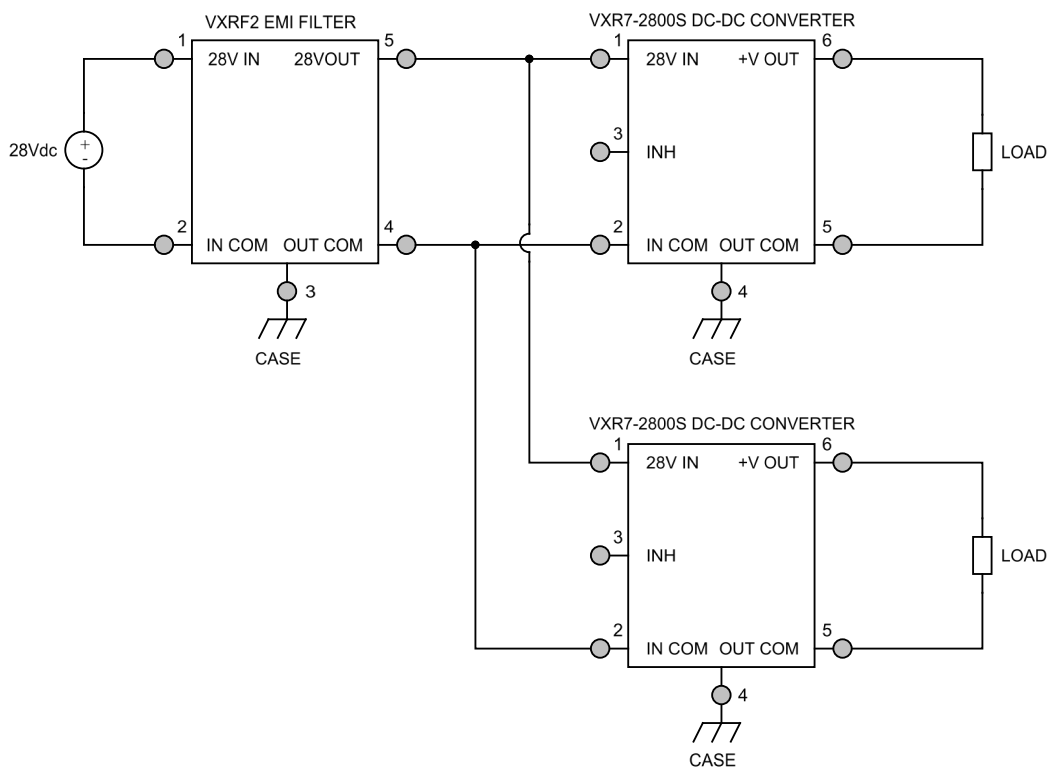 VXRF2 EMI FILTER
VXR7-2800S DC-DC CONVERTER
1
5
1
6
28V IN
28VOUT
28V IN
+V OUT
3
28Vdc
+
-
INH
LOAD
2
4
2
5
IN COM
OUT COM
IN COM
OUT COM
3
4
CASE
CASE
VXR7-2800S DC-DC CONVERTER
1
6
28V IN
+V OUT
3
INH
LOAD
2
5
IN COM
OUT COM
4
CASE